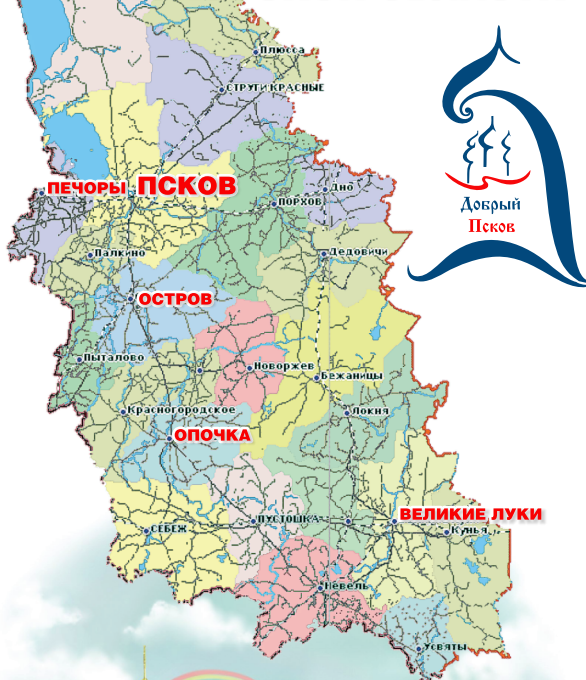 Плюсса
СТРУГИ КРАСНЫЕ
ПЕЧОРЫ
ПСКОВ
Дно
ПОРХОВ
Добрый
Псков
Палкино
Дедовичи
ОСТРОВ
Пыталово
Новоржев
Бежаницы
Красногородское
Локня
ОПОЧКА
ВЕЛИКИЕ ЛУКИ
СЕБЕЖ
ПУСТОШКА
Кунья
Невель
Усвяты